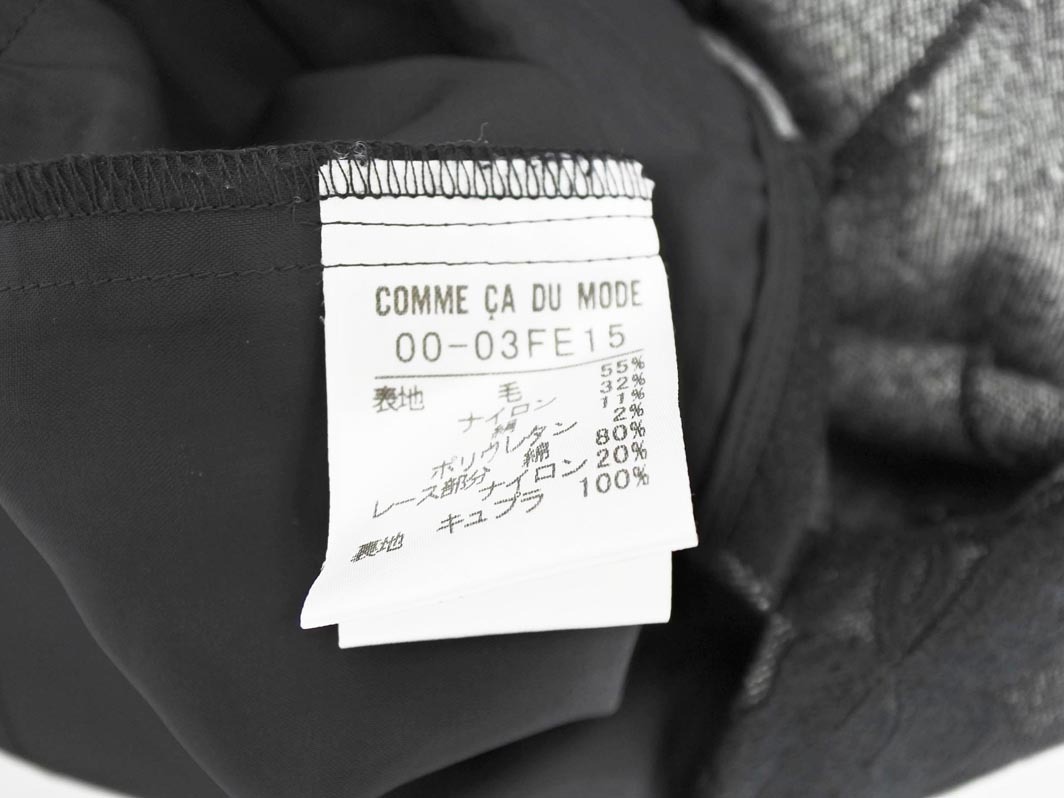 COMME ÇA DU MODE
00-03FE15
表地 毛 55%
ナイロン 32%
綿 11%
ポリウレタン 2%
レース部分 綿 80%
ナイロン 20%
裏地 キュプラ 100%